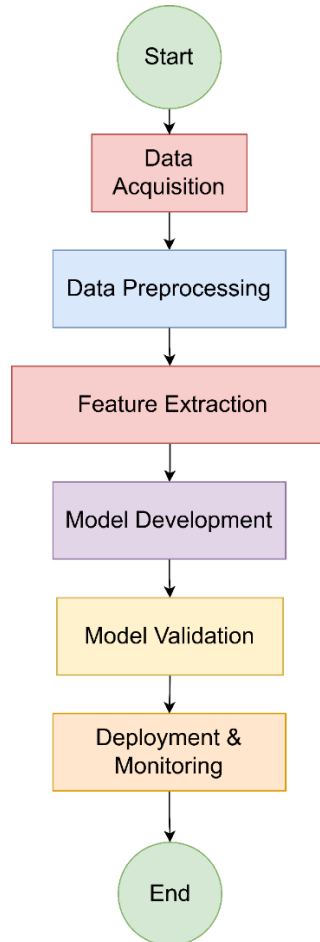 Start
Data
Acquisition
Data Preprocessing
Feature Extraction
Model Development
Model Validation
Deployment &
Monitoring
End